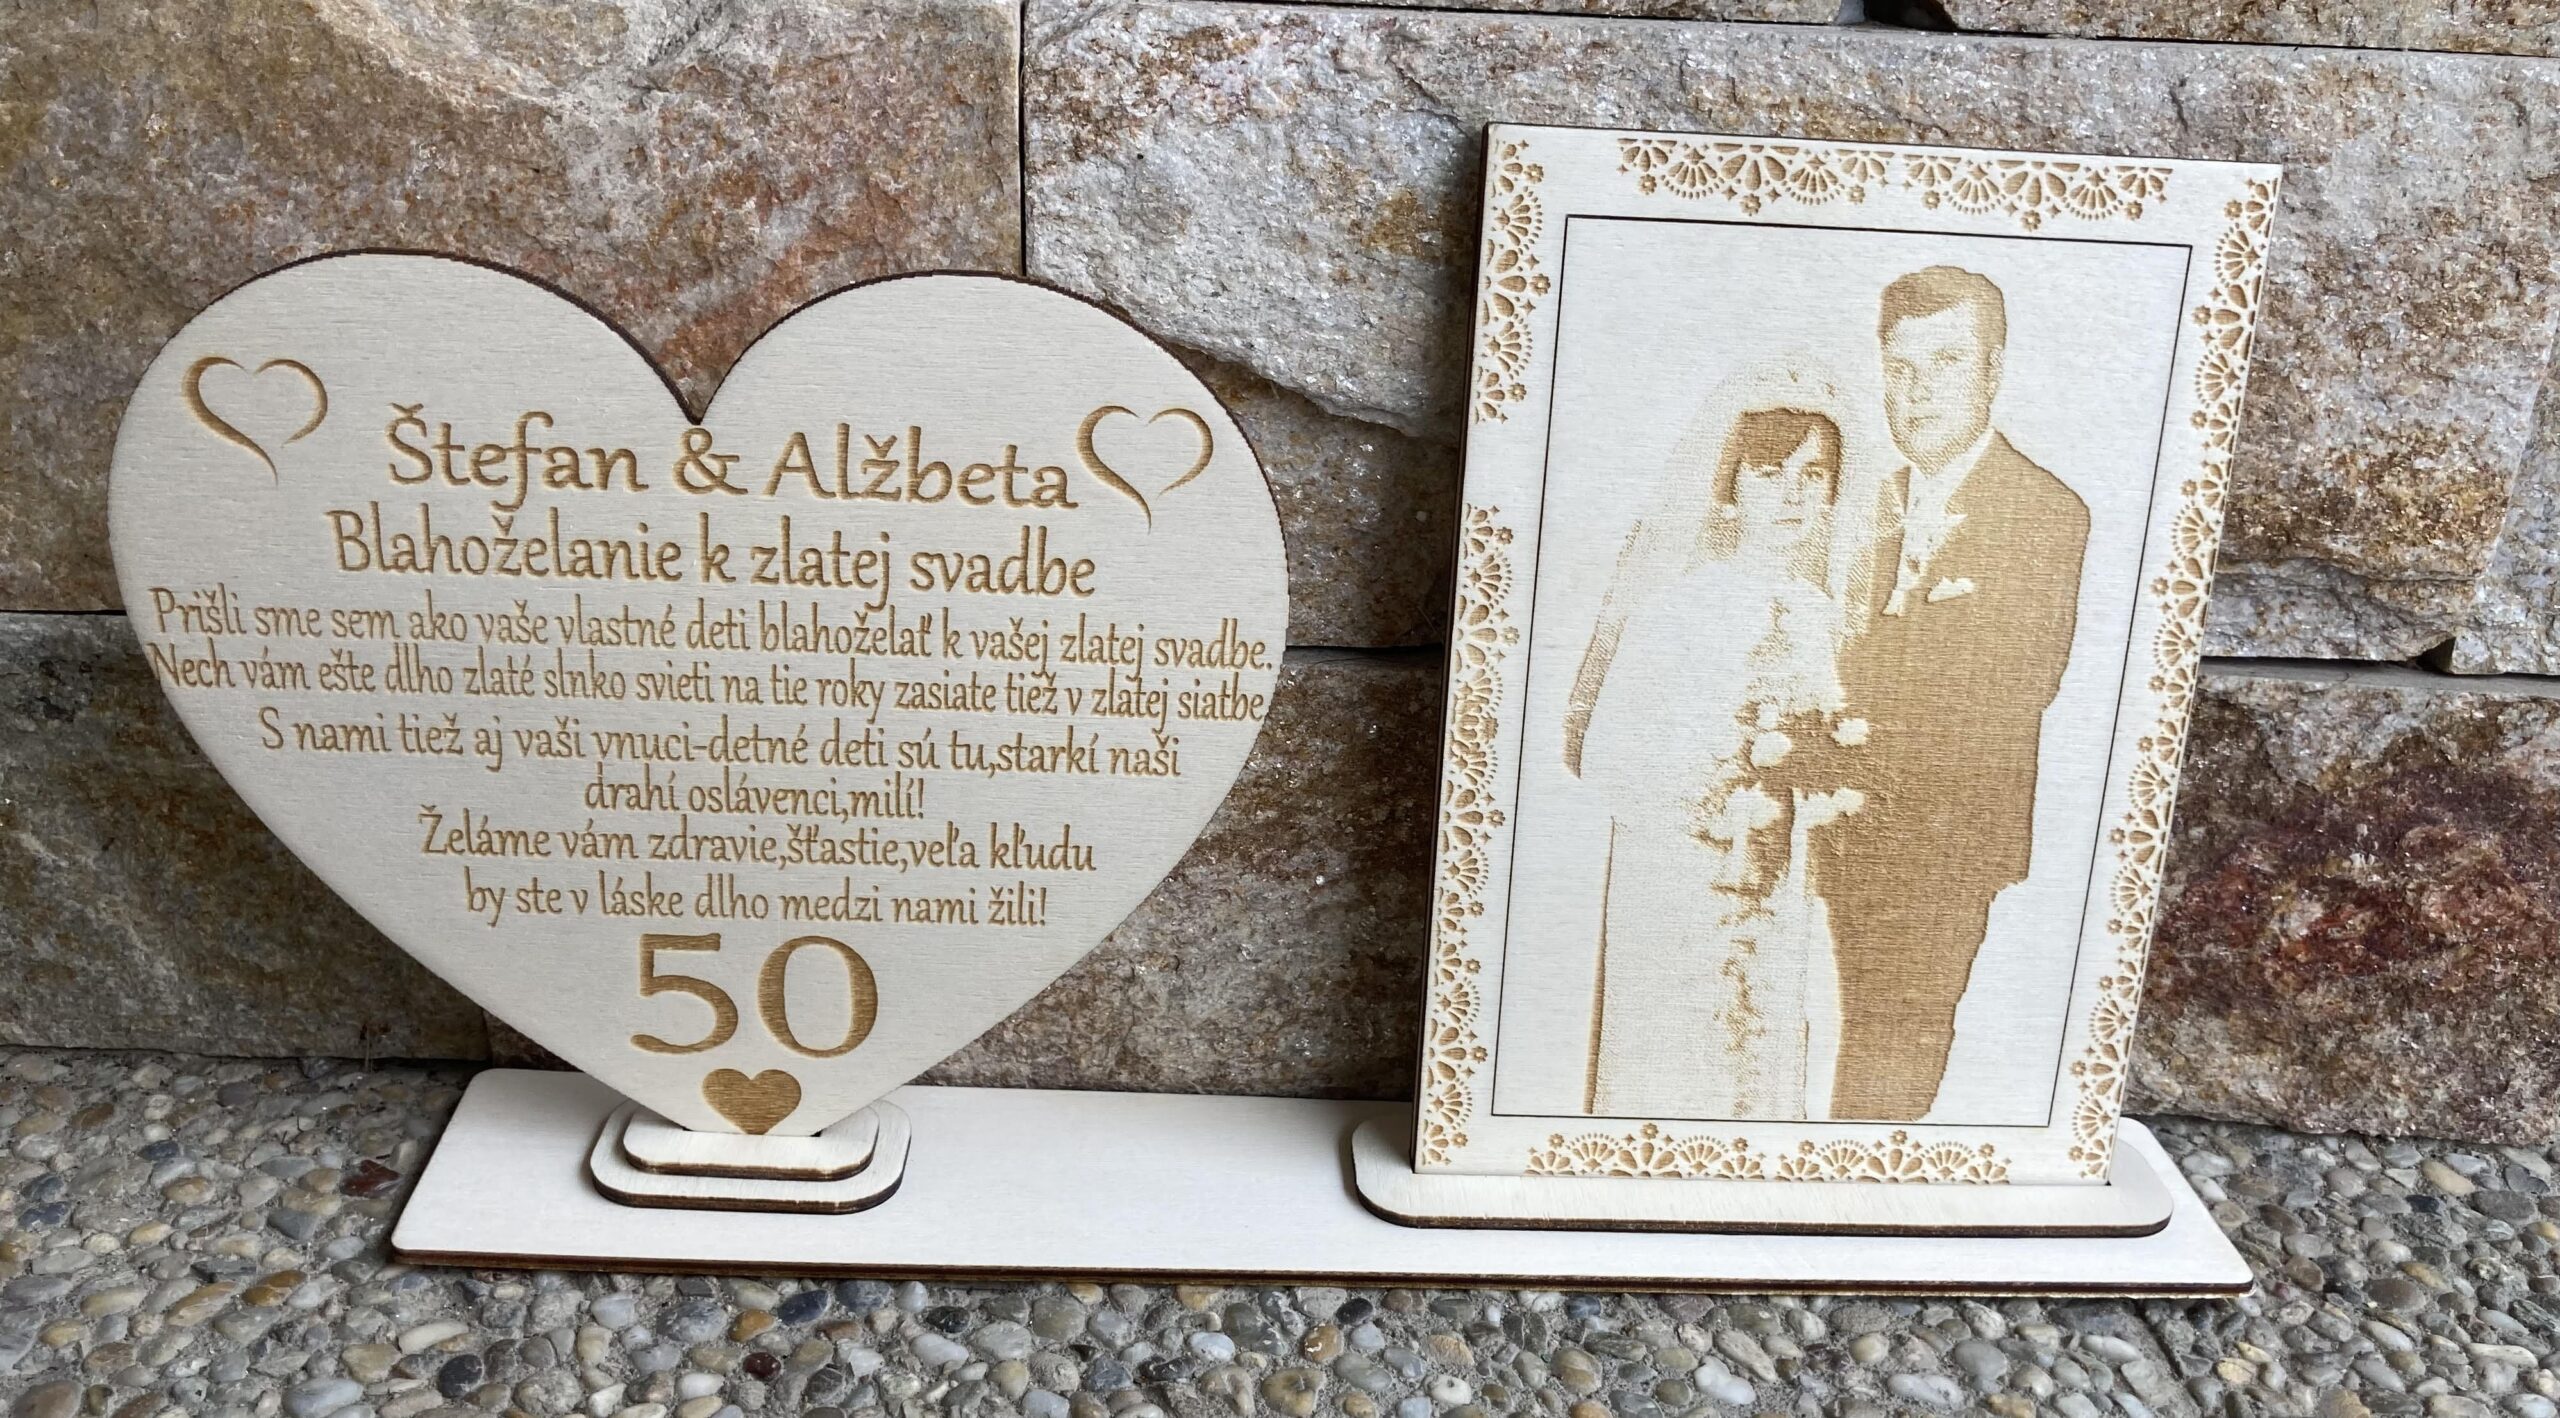 Štefan & Alžbeta
Blahoželanie k zlatej svadbe
Prišli sme sem ako vaše vlastné deti blahoželať k vašej zlatej svadbe.
Nech vám ešte dlho zlaté slnko svieti na tie roky zasiate tiež v zlatej siatbe.
S nami tiež aj vaši vnuci-detné deti sú tu,starkí naši
drahí oslávenci,milí!
Želáme vám zdravie,šťastie,veľa kľudu
by ste v láske dlho medzi nami žili!
50